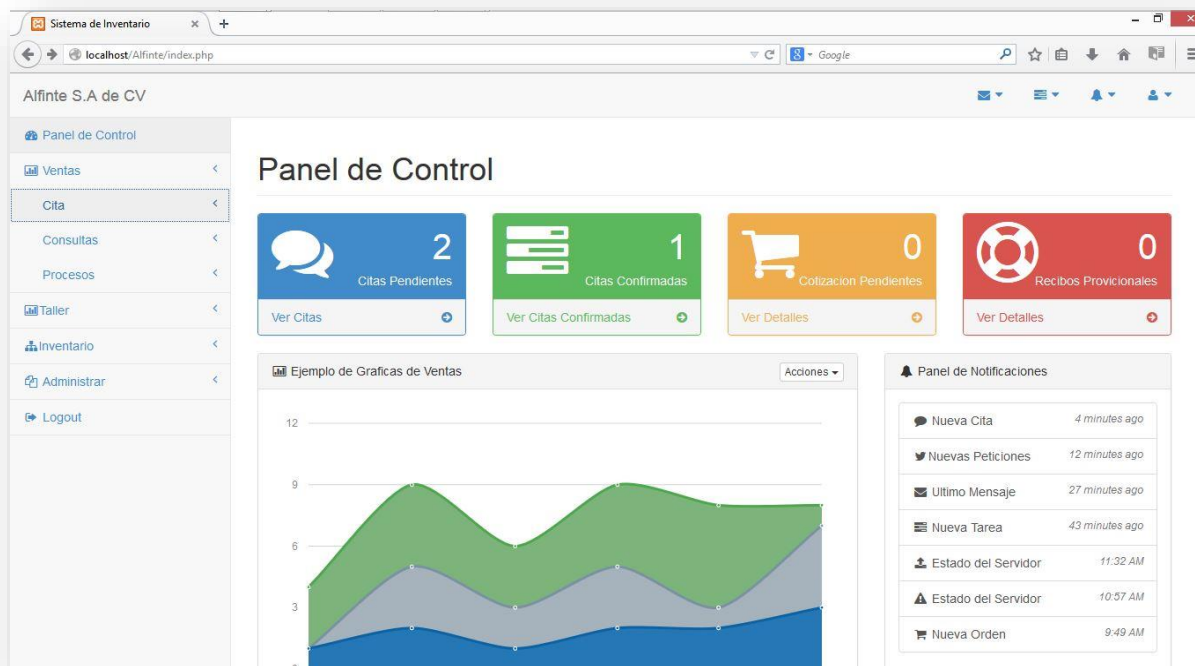 Sistema de Inventario
localhost/Alfinte/index.php
Google
Alfinte S.A de CV
Panel de Control
Ventas
Cita
Consultas
Procesos
Taller
Inventario
Administrar
Logout
Panel de Control
2
Citas Pendientes
Ver Citas
1
Citas Confirmadas
Ver Citas Confirmadas
0
Cotizacion Pendientes
Ver Detalles
0
Recibos Provicionales
Ver Detalles
Ejemplo de Graficas de Ventas
Acciones
12
9
6
3
Panel de Notificaciones
Nueva Cita 4 minutes ago
Nuevas Peticiones 12 minutes ago
Ultimo Mensaje 27 minutes ago
Nueva Tarea 43 minutes ago
Estado del Servidor 11:32 AM
Estado del Servidor 10:57 AM
Nueva Orden 9:49 AM